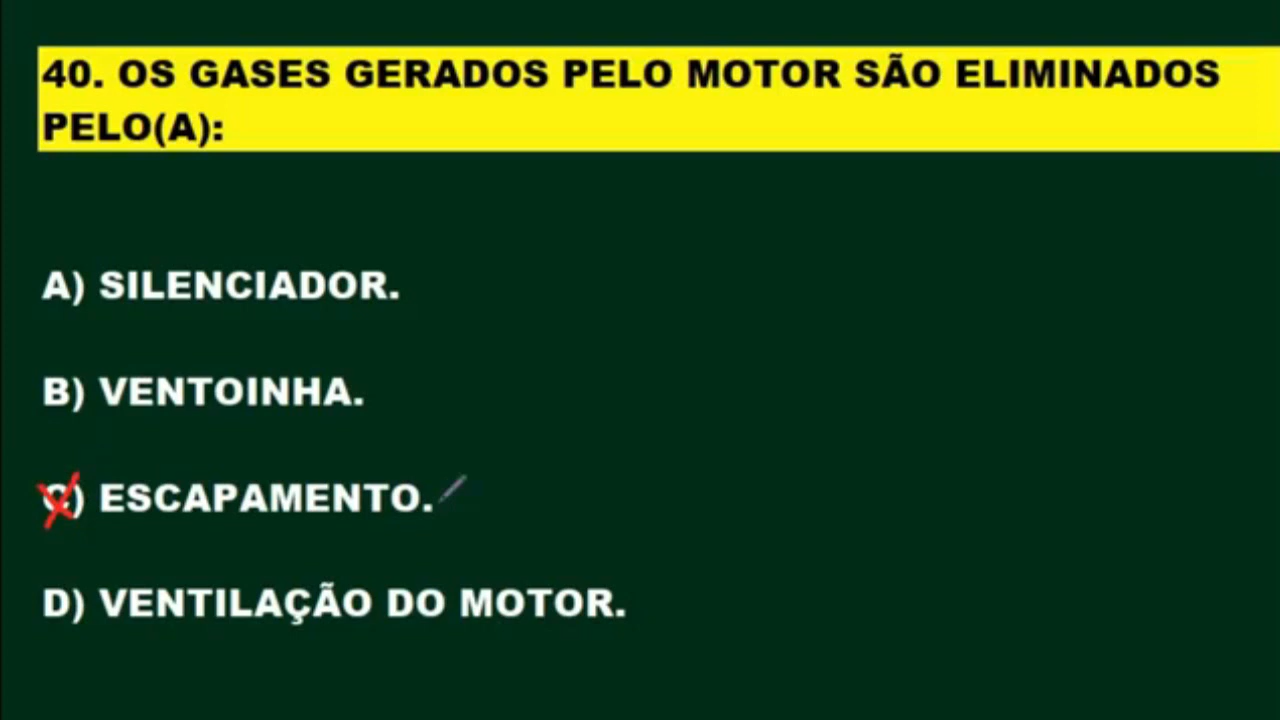 40. OS GASES GERADOS PELO MOTOR SÃO ELIMINADOS
PELO(A):
A) SILENCIADOR.
B) VENTOINHA.
C) ESCAPAMENTO.
D) VENTILAÇÃO DO MOTOR.